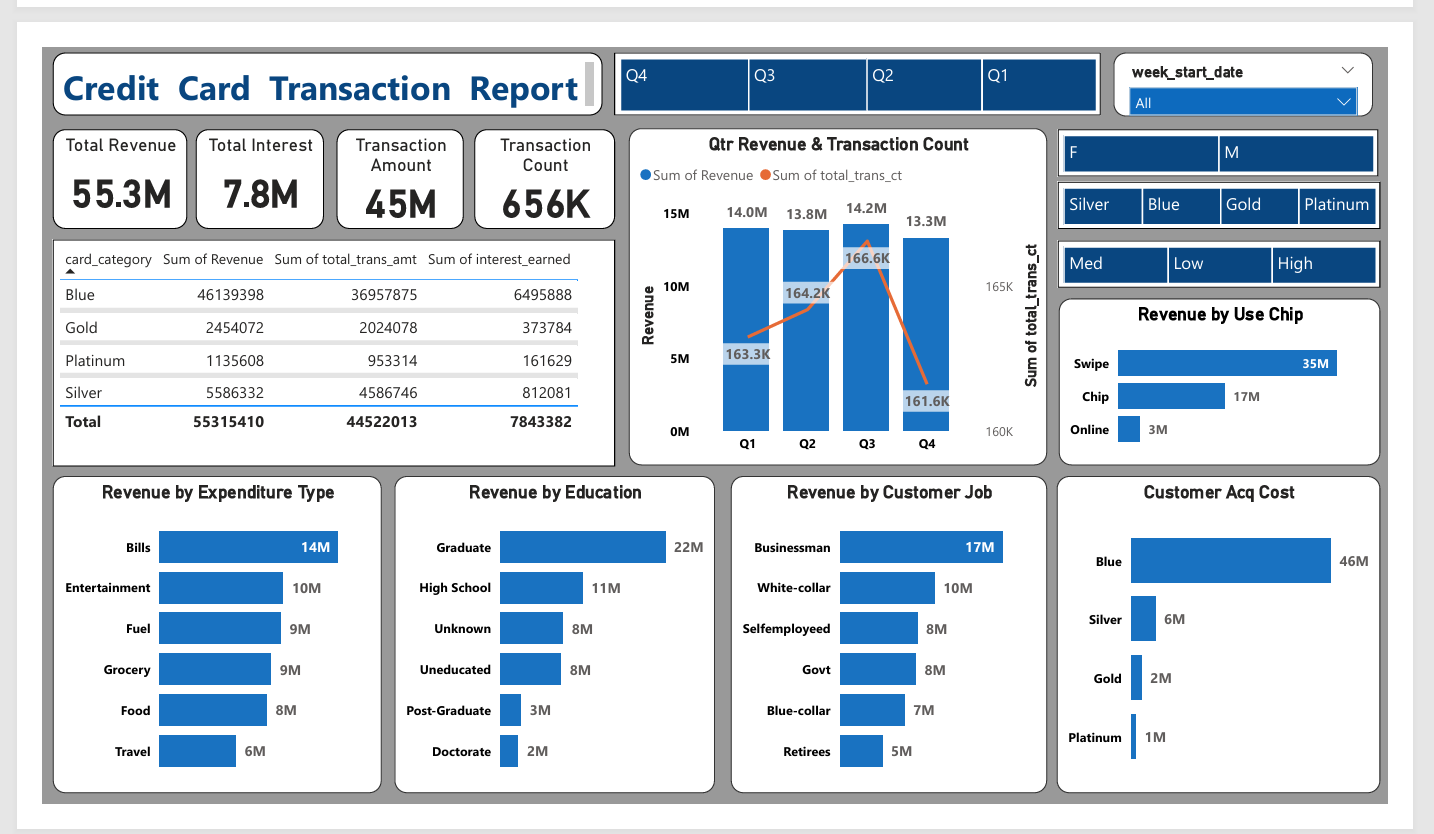 Credit Card Transaction Report
Q4 Q3 Q2 Q1
week_start_date
All
Total Revenue
55.3M
Total Interest
7.8M
Transaction
Amount
45M
Transaction
Count
656K
Qtr Revenue & Transaction Count
Sum of Revenue Sum of total_trans_ct
15M
10M
5M
0M
Revenue
14.0M 13.8M 14.2M 13.3M
163.3K 164.2K 166.6K 161.6K
Q1 Q2 Q3 Q4
165K
160K
Sum of total_trans_ct
F M
Silver Blue Gold Platinum
Med Low High
card_category Sum of Revenue Sum of total_trans_amt Sum of interest_earned
Blue 46139398 36957875 6495888
Gold 2454072 2024078 373784
Platinum 1135608 953314 161629
Silver 5586332 4586746 812081
Total 55315410 44522013 7843382
Revenue by Use Chip
Swipe 35M
Chip 17M
Online 3M
Revenue by Expenditure Type
Bills 14M
Entertainment 10M
Fuel 9M
Grocery 9M
Food 8M
Travel 6M
Revenue by Education
Graduate 22M
High School 11M
Unknown 8M
Uneducated 8M
Post-Graduate 3M
Doctorate 2M
Revenue by Customer Job
Businessman 17M
White-collar 10M
Selfemployeed 8M
Govt 8M
Blue-collar 7M
Retirees 5M
Customer Acq Cost
Blue 46M
Silver 6M
Gold 2M
Platinum 1M